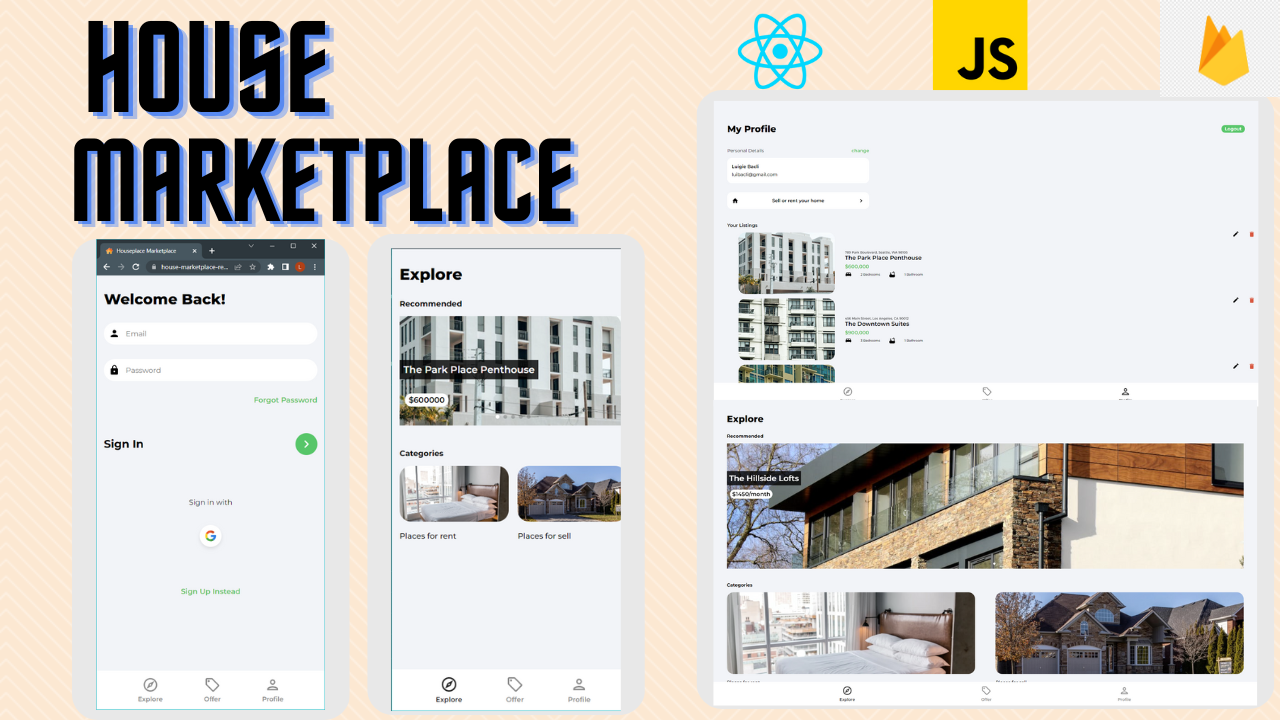 HOUSE
MARKETPLACE
JS
Houseplace Marketplace
house-marketplace-re...
L
Welcome Back!
Email
Password
Forgot Password
Sign In
Sign in with
G
Sign Up Instead
Explore
Offer
Profile
Explore
Recommended
The Park Place Penthouse
$600000
Categories
Places for rent
Places for sell
Explore
Offer
Profile
My Profile
Logout
Personal Details
change
Luigie Bacli
luibacli@gmail.com
Sell or rent your home
Your Listings
The Park Place Penthouse
$600,000
2 Bedrooms
1 Bathroom
The Downtown Suites
$900,000
3 Bedrooms
1 Bathroom
Explore
Recommended
The Hillside Lofts
$1450/month
Categories
Explore
Offer
Profile